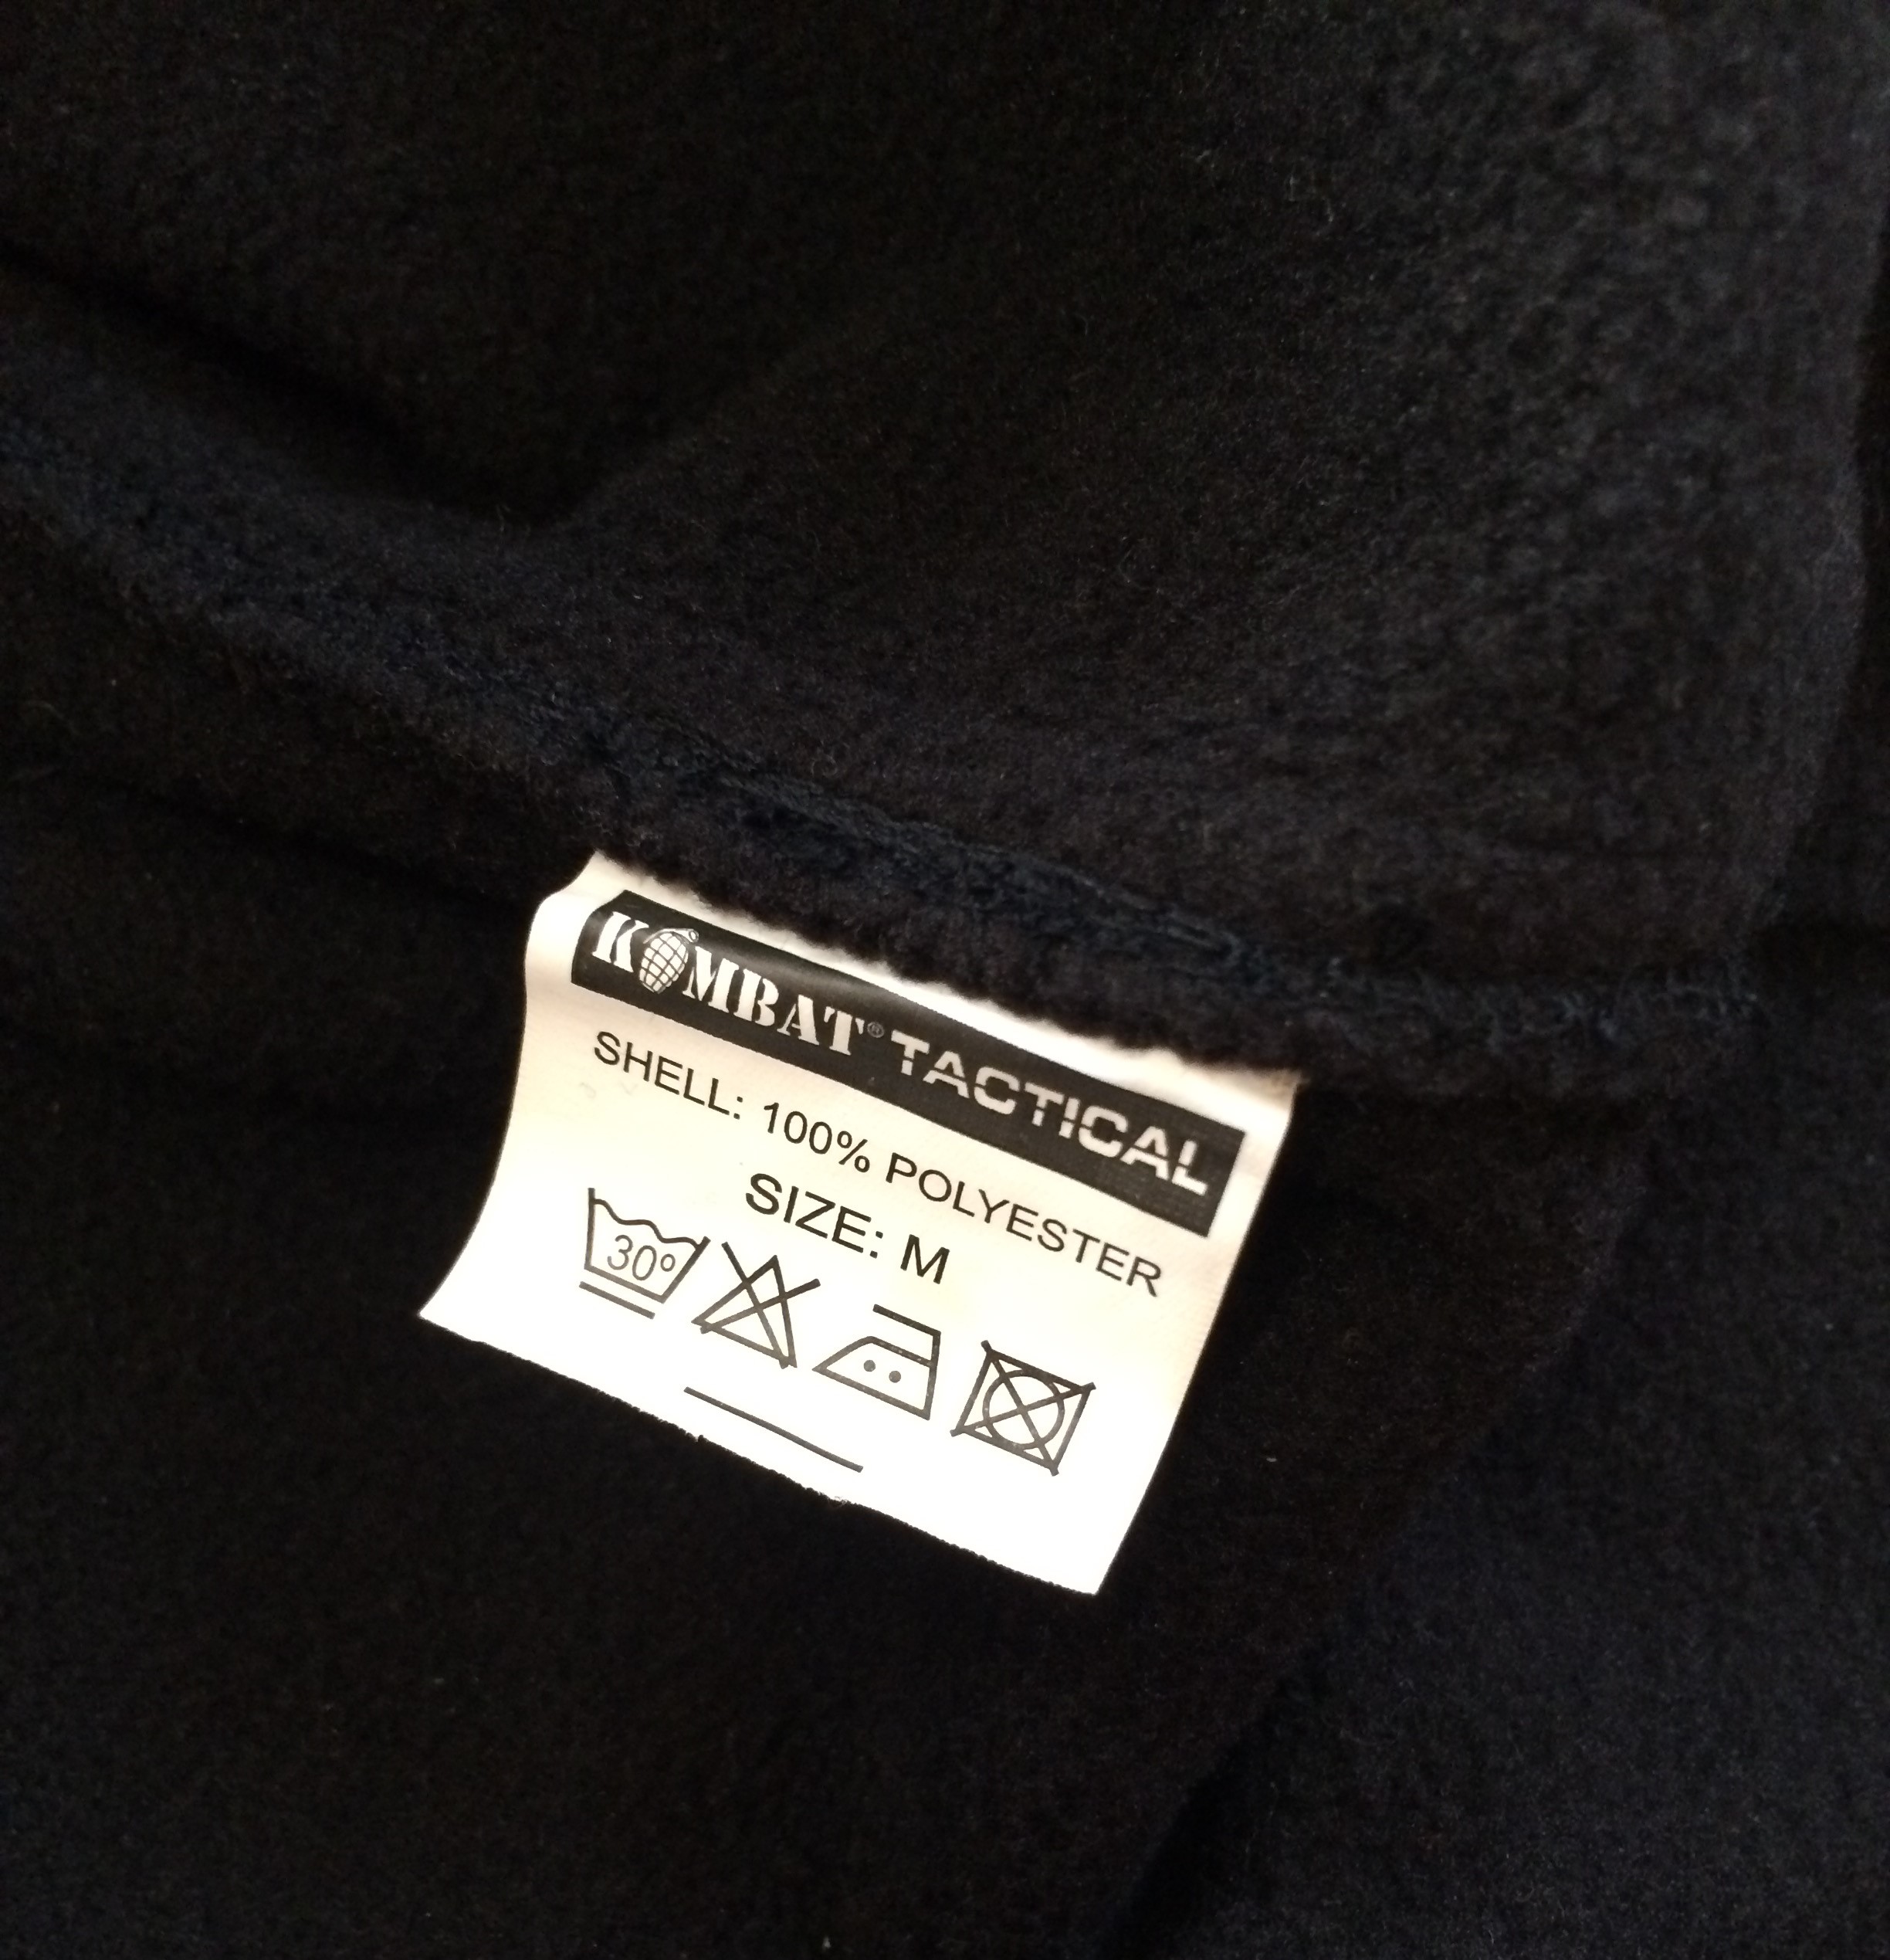 KOMBAT® TACTICAL
SHELL: 100% POLYESTER
SIZE: M
30°